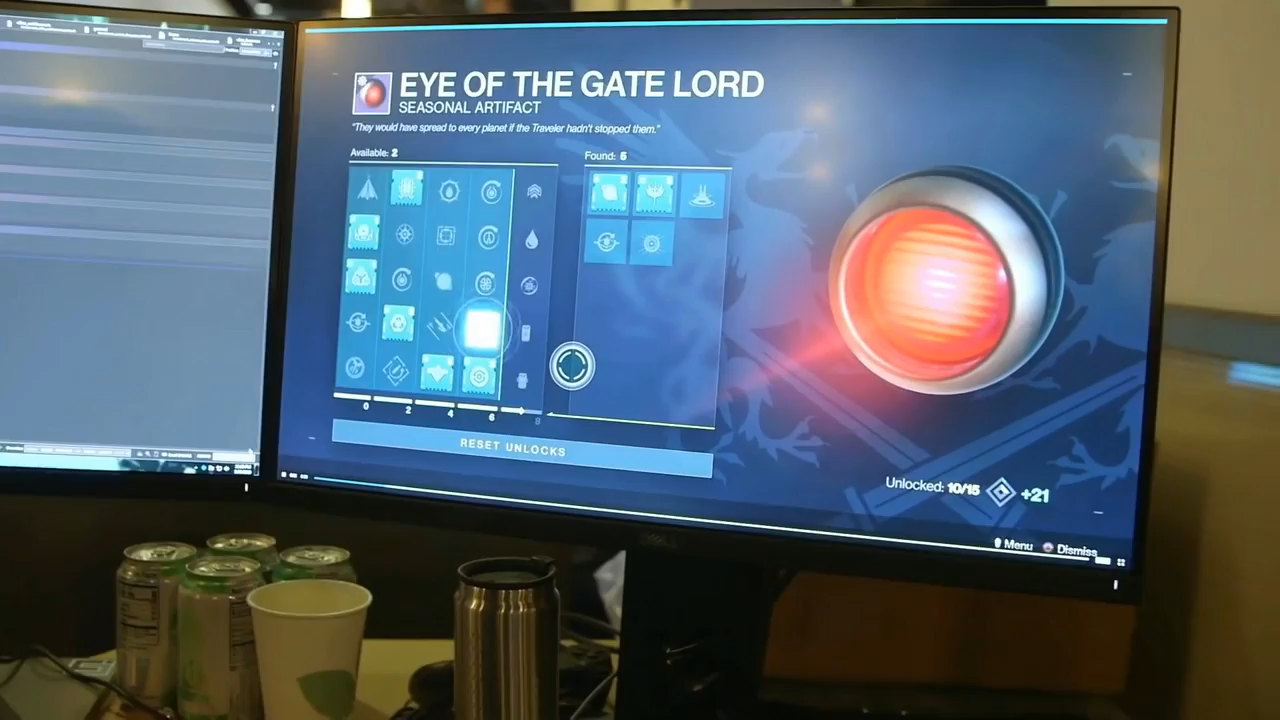 EYE OF THE GATE LORD
SEASONAL ARTIFACT
"They would have spread to every planet if the Traveler hadn't stopped them."
Available: 2
Found: 5
0 2 4 6 8
RESET UNLOCKS
Unlocked: 10/15 +21
Menu Dismiss
DELL